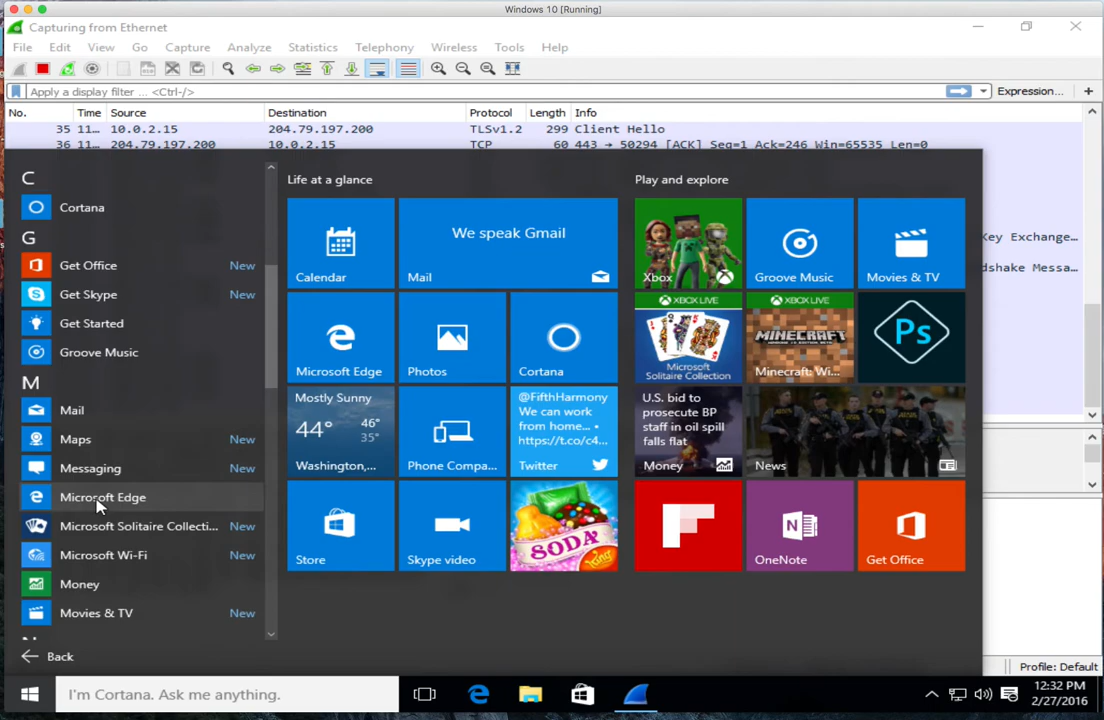 Windows 10 [Running]
Capturing from Ethernet
File Edit View Go Capture Analyze Statistics Telephony Wireless Tools Help
Apply a display filter ... <Ctrl-/>
Expression... +
No. Time Source Destination Protocol Length Info
35 11... 10.0.2.15 204.79.197.200 TLSv1.2 299 Client Hello
36 11... 204.79.197.200 10.0.2.15 TCP 60 443 → 50294 [ACK] Seq=1 Ack=246 Win=65535 Len=0
Key Exchange...
dshake Messa...
C
Cortana
G
Get Office New
Get Skype New
Get Started
Groove Music
M
Mail
Maps New
Messaging New
Microsoft Edge
Microsoft Solitaire Collecti... New
Microsoft Wi-Fi New
Money
Movies & TV New
Back
Life at a glance
Calendar
We speak Gmail
Mail
Microsoft Edge
Photos
Cortana
Mostly Sunny
44°
46°
35°
Washington,...
Phone Compa...
@FifthHarmony
We can work
from home... •
https://t.co/c4...
Twitter
Store
Skype video
SODA
King
Play and explore
Xbox
Groove Music
Movies & TV
XBOX LIVE
Microsoft
Solitaire Collection
XBOX LIVE
MINECRAFT
Minecraft: Wi...
Ps
U.S. bid to
prosecute BP
staff in oil spill
falls flat
Money
News
OneNote
Get Office
Profile: Default
I'm Cortana. Ask me anything.
12:32 PM
2/27/2016